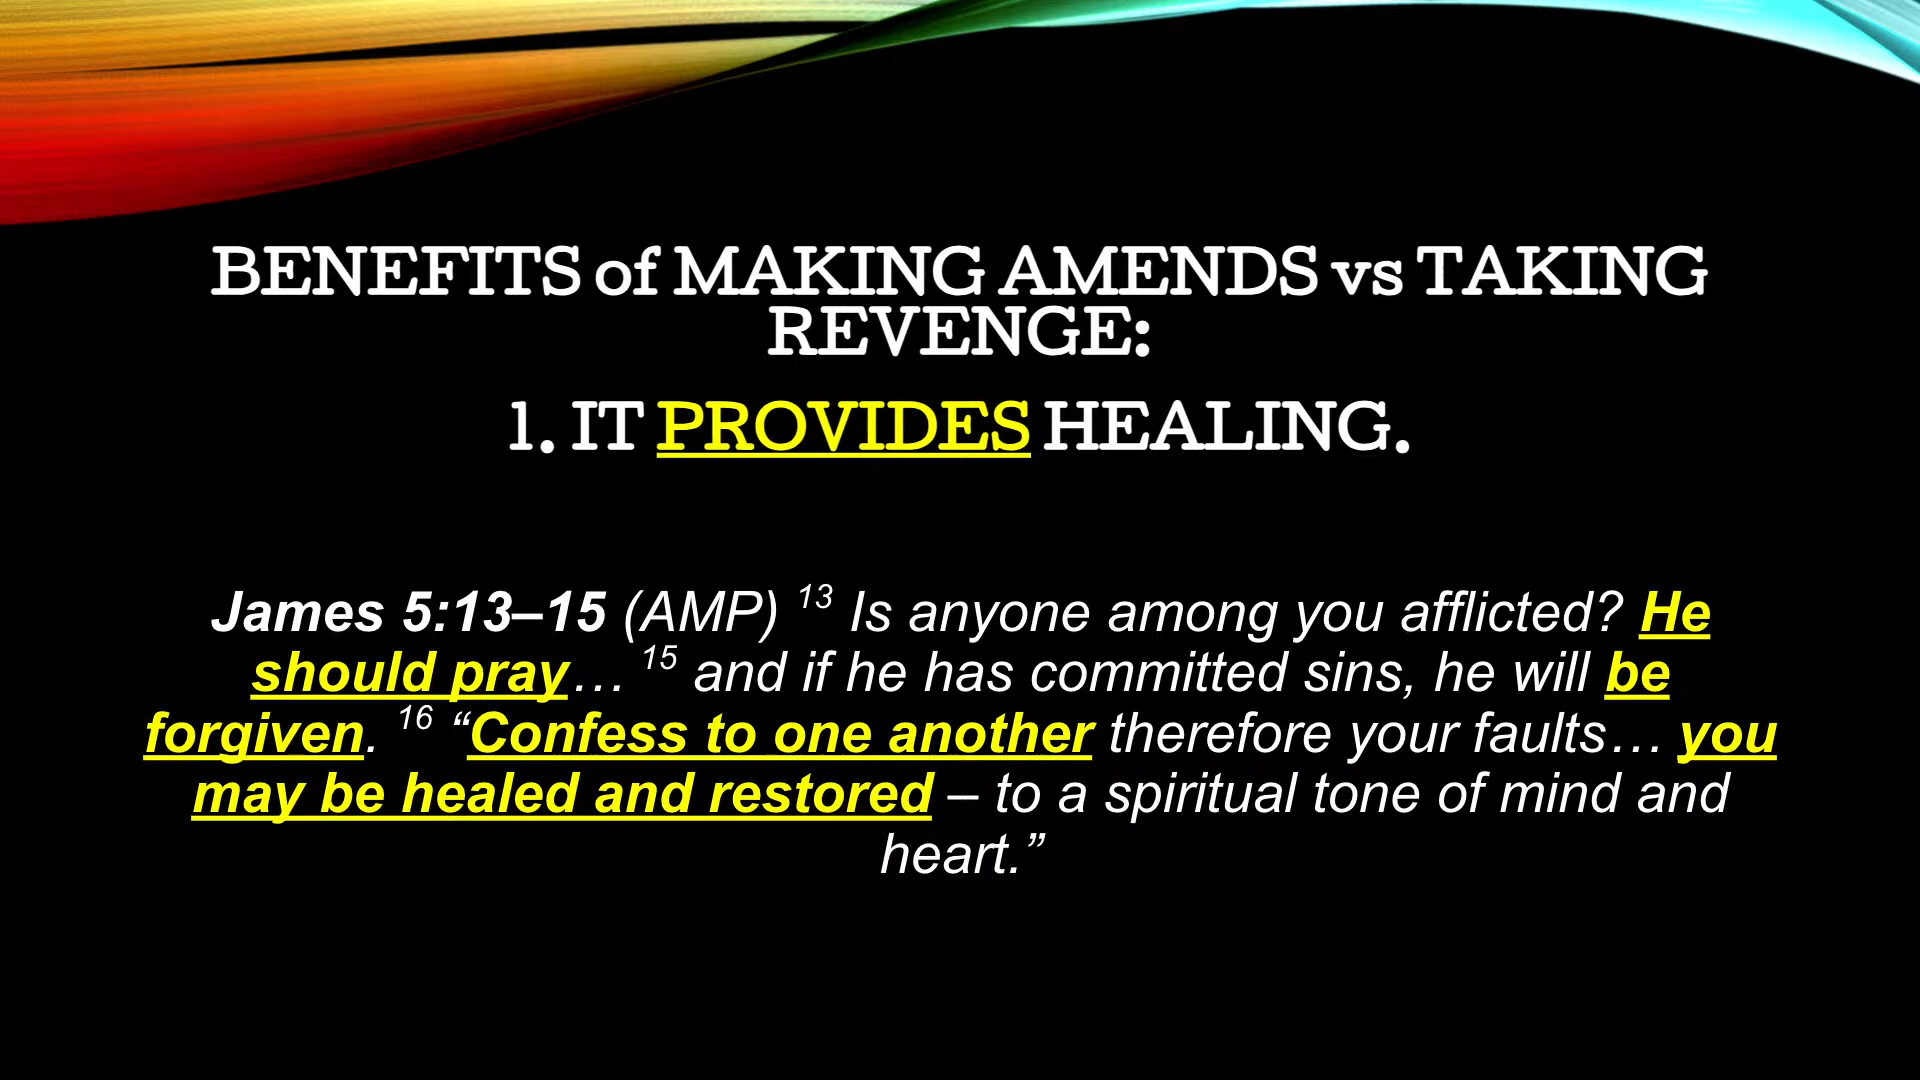 BENEFITS of MAKING AMENDS vs TAKING
REVENGE:
1. IT PROVIDES HEALING.
James 5:13–15 (AMP) 13 Is anyone among you afflicted? He
should pray… 15 and if he has committed sins, he will be
forgiven. 16 “Confess to one another therefore your faults… you
may be healed and restored – to a spiritual tone of mind and
heart.”